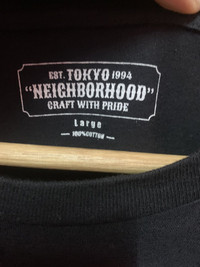 EST. TOKYO 1994
"NEIGHBORHOOD"
CRAFT WITH PRIDE
Large
— 100%COTTON —